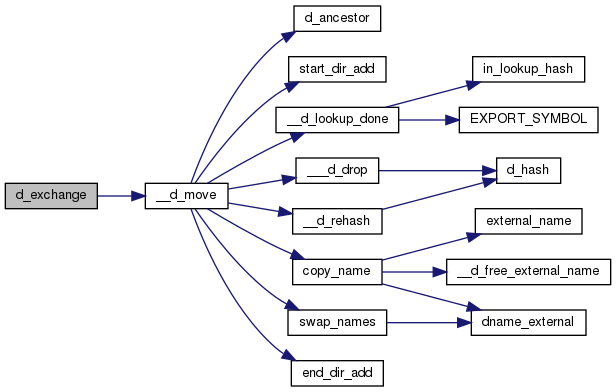 d_ancestor
start_dir_add
in_lookup_hash
__d_lookup_done
EXPORT_SYMBOL
___d_drop
d_hash
d_exchange
__d_move
__d_rehash
external_name
copy_name
__d_free_external_name
swap_names
dname_external
end_dir_add